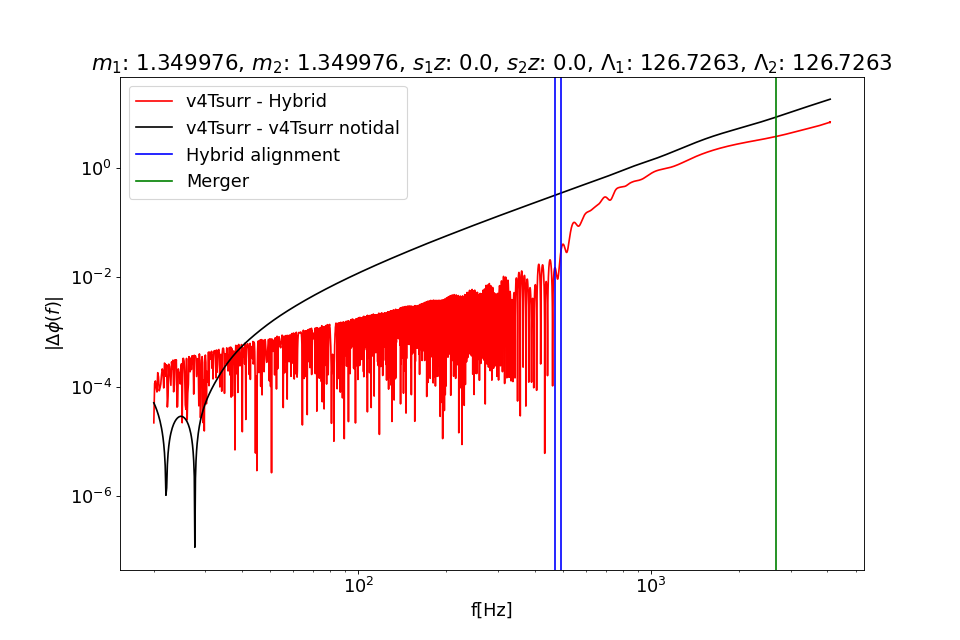 m₁: 1.349976, m₂: 1.349976, s₁z: 0.0, s₂z: 0.0, Λ₁: 126.7263, Λ₂: 126.7263
v4Tsurr - Hybrid
v4Tsurr - v4Tsurr notidal
Hybrid alignment
Merger
|Δϕ(f)|
10⁰
10⁻²
10⁻⁴
10⁻⁶
10² 10³
f[Hz]